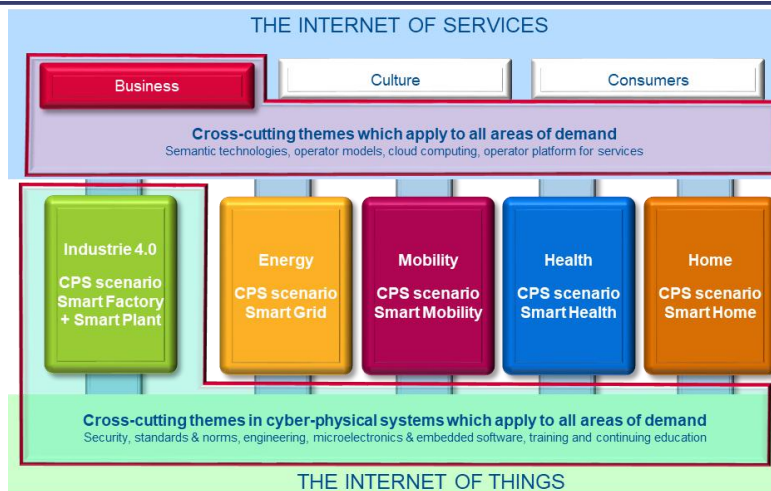 THE INTERNET OF SERVICES
Business
Culture
Consumers
Cross-cutting themes which apply to all areas of demand
Semantic technologies, operator models, cloud computing, operator platform for services
Industrie 4.0
CPS scenario
Smart Factory
+ Smart Plant
Energy
CPS scenario
Smart Grid
Mobility
CPS scenario
Smart Mobility
Health
CPS scenario
Smart Health
Home
CPS scenario
Smart Home
Cross-cutting themes in cyber-physical systems which apply to all areas of demand
Security, standards & norms, engineering, microelectronics & embedded software, training and continuing education
THE INTERNET OF THINGS